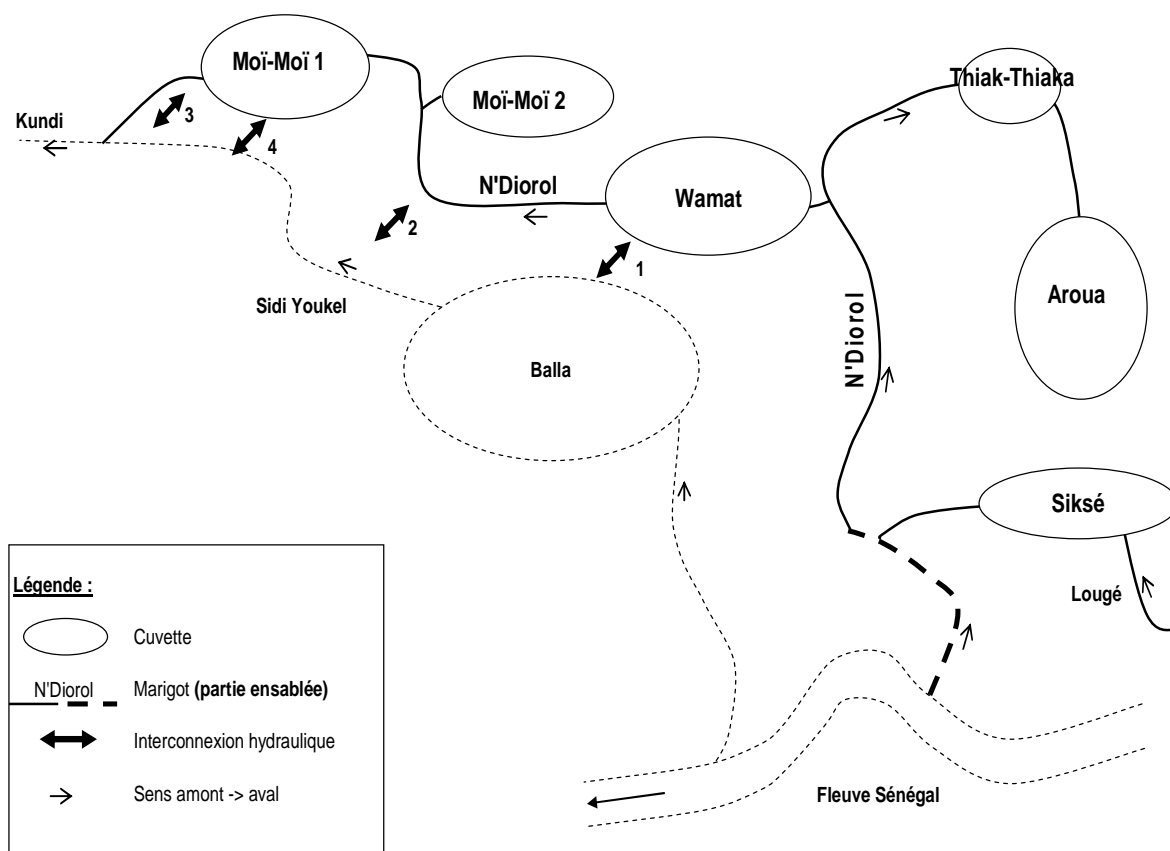 Moï-Moï 1
Thiak-Thiaka
Moï-Moï 2
3
Kundi
4
N'Diorol
Wamat
2
1
Sidi Youkel
Aroua
Balla
N'Diorol
Siksé
Lougé
Légende :
Cuvette
N'Diorol
Marigot (partie ensablée)
Interconnexion hydraulique
Sens amont -> aval
Fleuve Sénégal